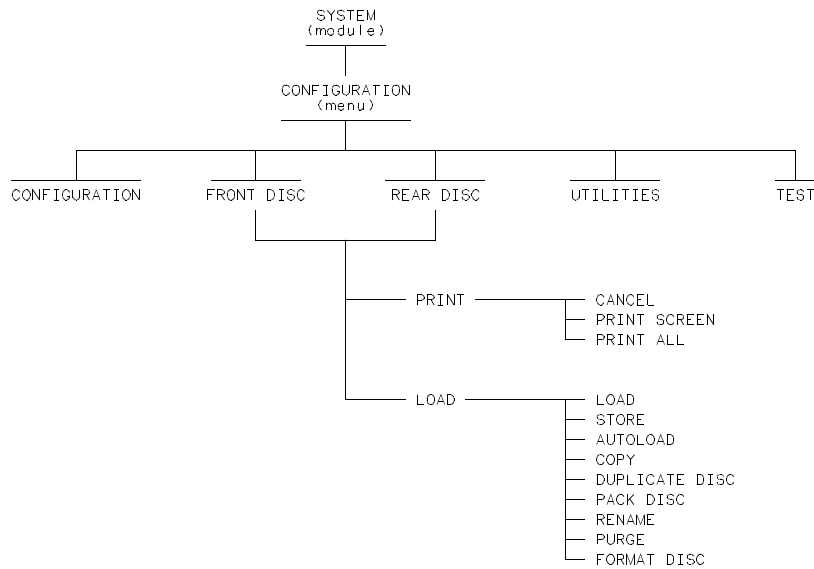 SYSTEM
(module)
CONFIGURATION
(menu)
CONFIGURATION
FRONT DISC
REAR DISC
UTILITIES
TEST
PRINT
CANCEL
PRINT SCREEN
PRINT ALL
LOAD
LOAD
STORE
AUTOLOAD
COPY
DUPLICATE DISC
PACK DISC
RENAME
PURGE
FORMAT DISC